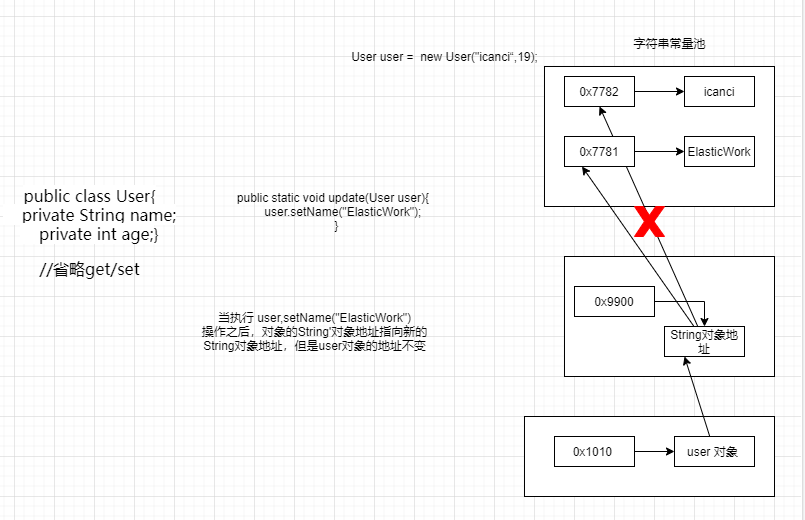 字符串常量池
User user = new User("icanci“,19);
0x7782
icanci
0x7781
ElasticWork
public class User{
private String name;
private int age;}
//省略get/set
public static void update(User user){
user.setName("ElasticWork");
}
X
当执行 user,setName("ElasticWork")
操作之后，对象的String'对象地址指向新的
String对象地址，但是user对象的地址不变
0x9900
String对象地
址
0x1010
user 对象